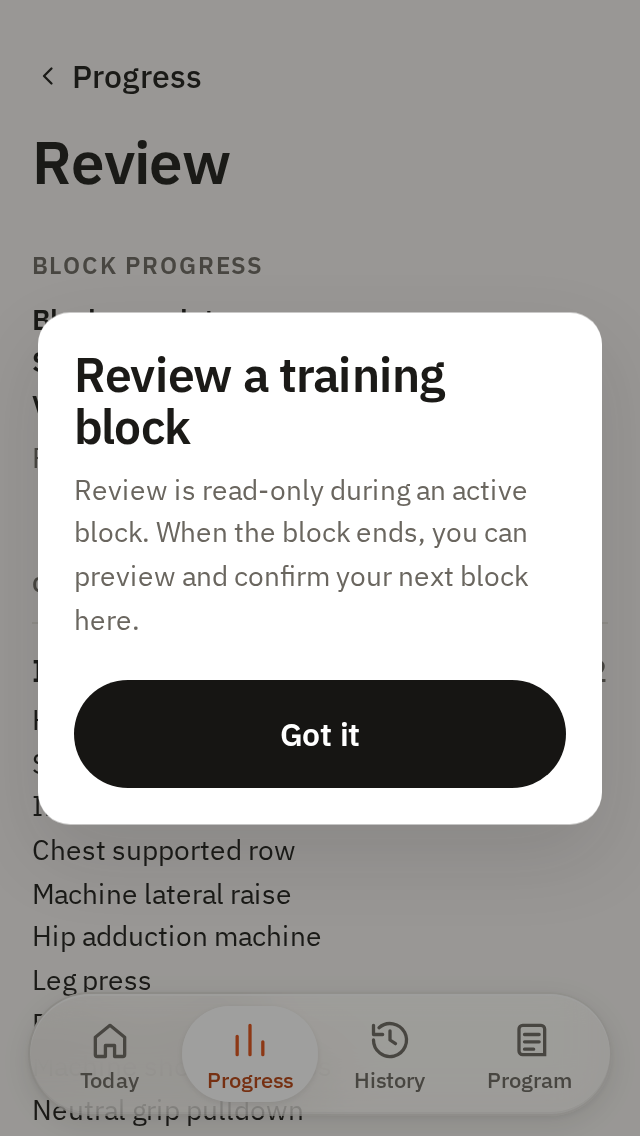 Progress
Review
BLOCK PROGRESS
Review a training
block
Review is read-only during an active
block. When the block ends, you can
preview and confirm your next block
here.
Got it
Chest supported row
Machine lateral raise
Hip adduction machine
Leg press
Today
Progress
History
Program
Neutral grip pulldown